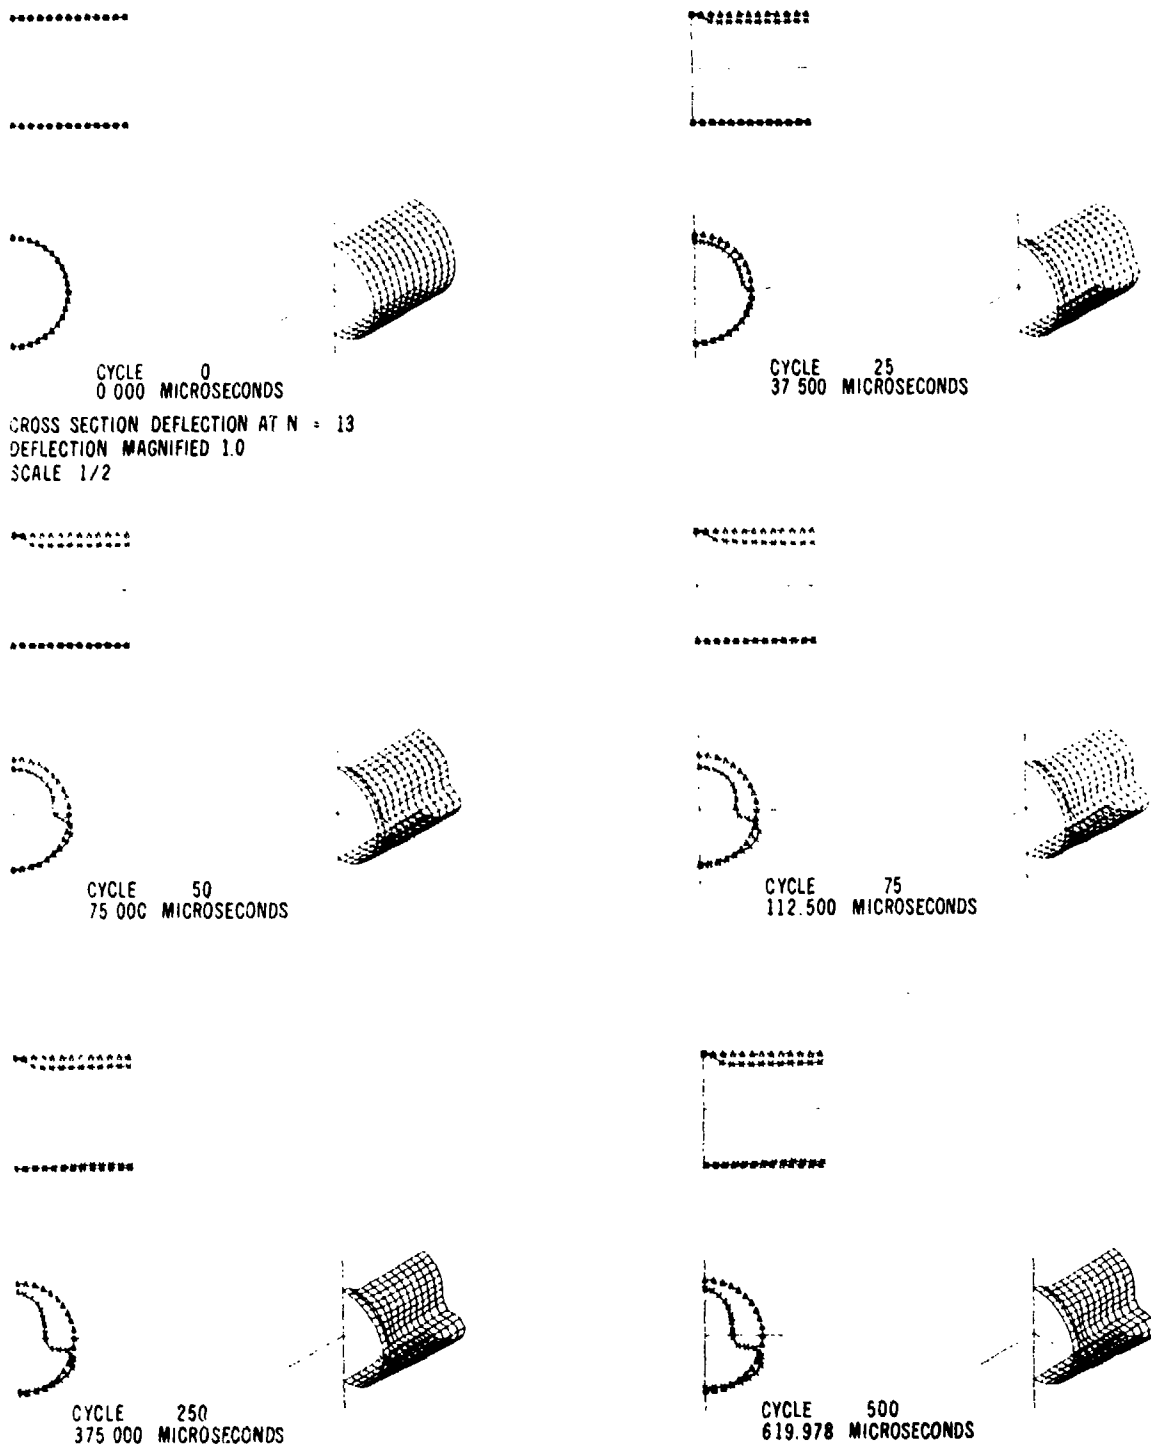 CYCLE 0
0 000 MICROSECONDS
CROSS SECTION DEFLECTION AT N = 13
DEFLECTION MAGNIFIED 1.0
SCALE 1/2
CYCLE 25
37 500 MICROSECONDS
CYCLE 50
75 000 MICROSECONDS
CYCLE 75
112.500 MICROSECONDS
CYCLE 250
375 000 MICROSECONDS
CYCLE 500
619.978 MICROSECONDS